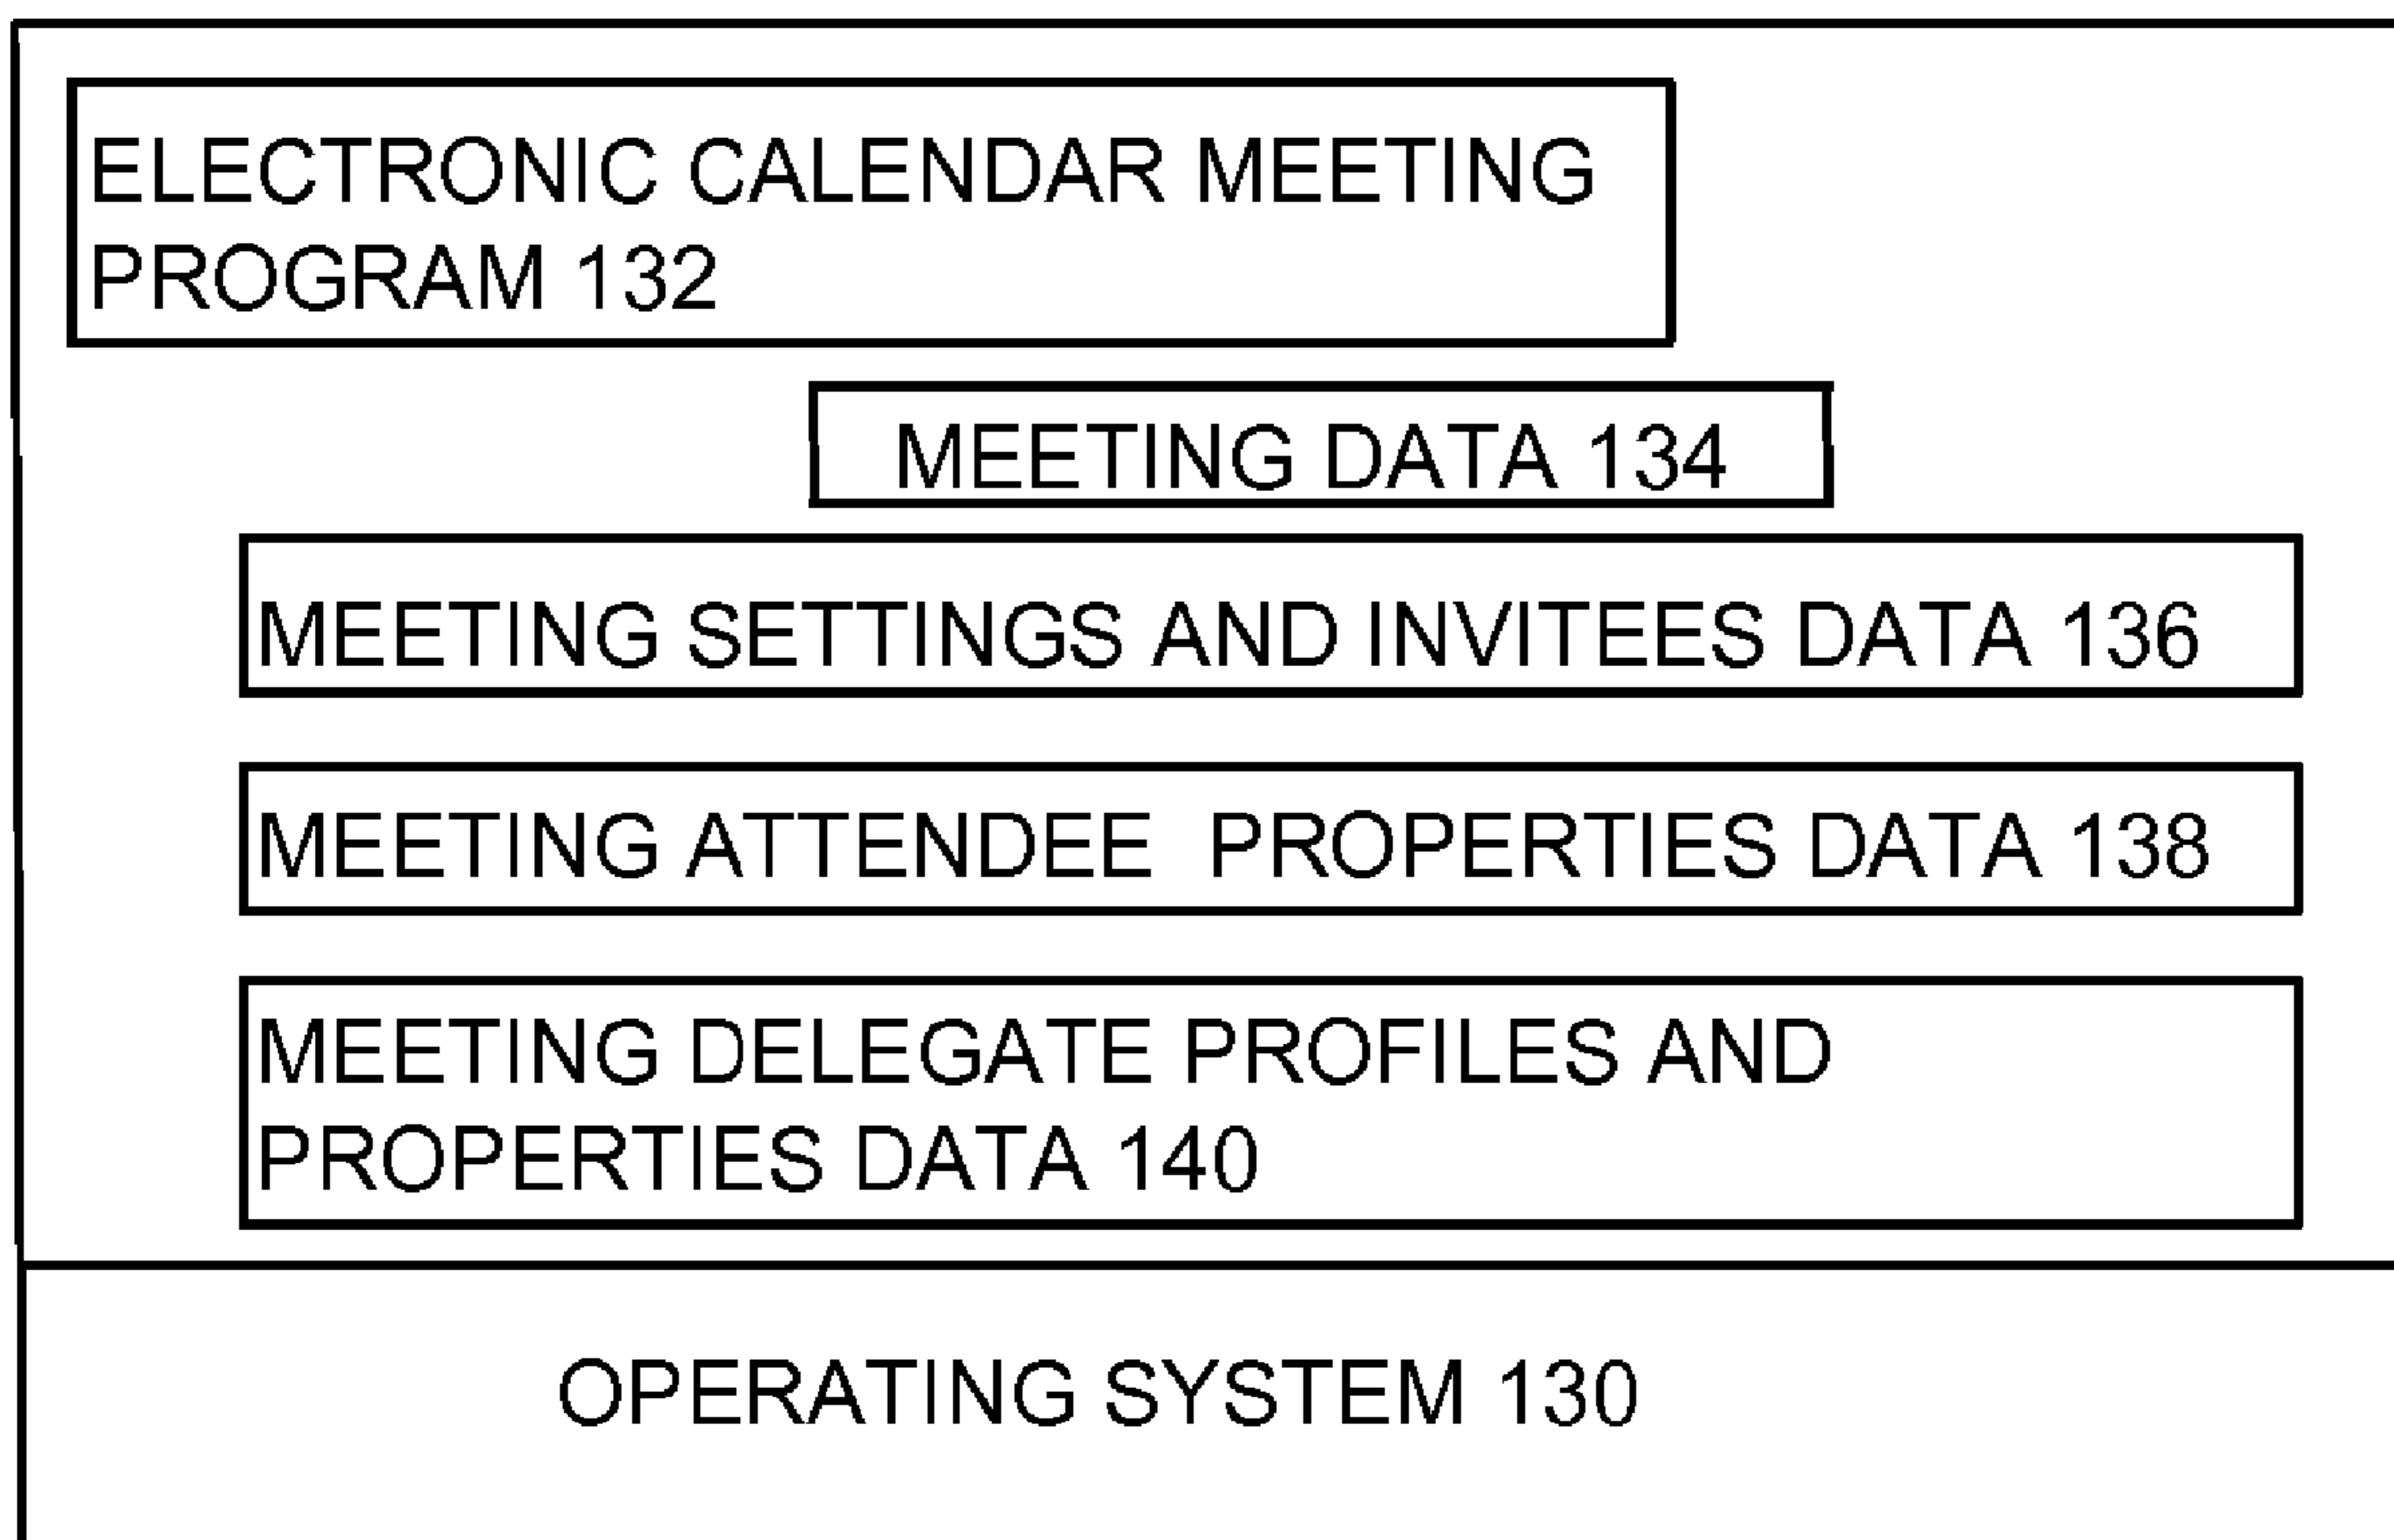 ELECTRONIC CALENDAR MEETING
PROGRAM 132
MEETING DATA 134
MEETING SETTINGS AND INVITEES DATA 136
MEETING ATTENDEE PROPERTIES DATA 138
MEETING DELEGATE PROFILES AND
PROPERTIES DATA 140
OPERATING SYSTEM 130